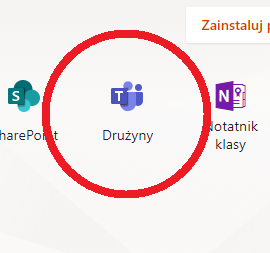 Zainstaluj
S
T
N
harePoint
Drużyny
Notatnik
klasy